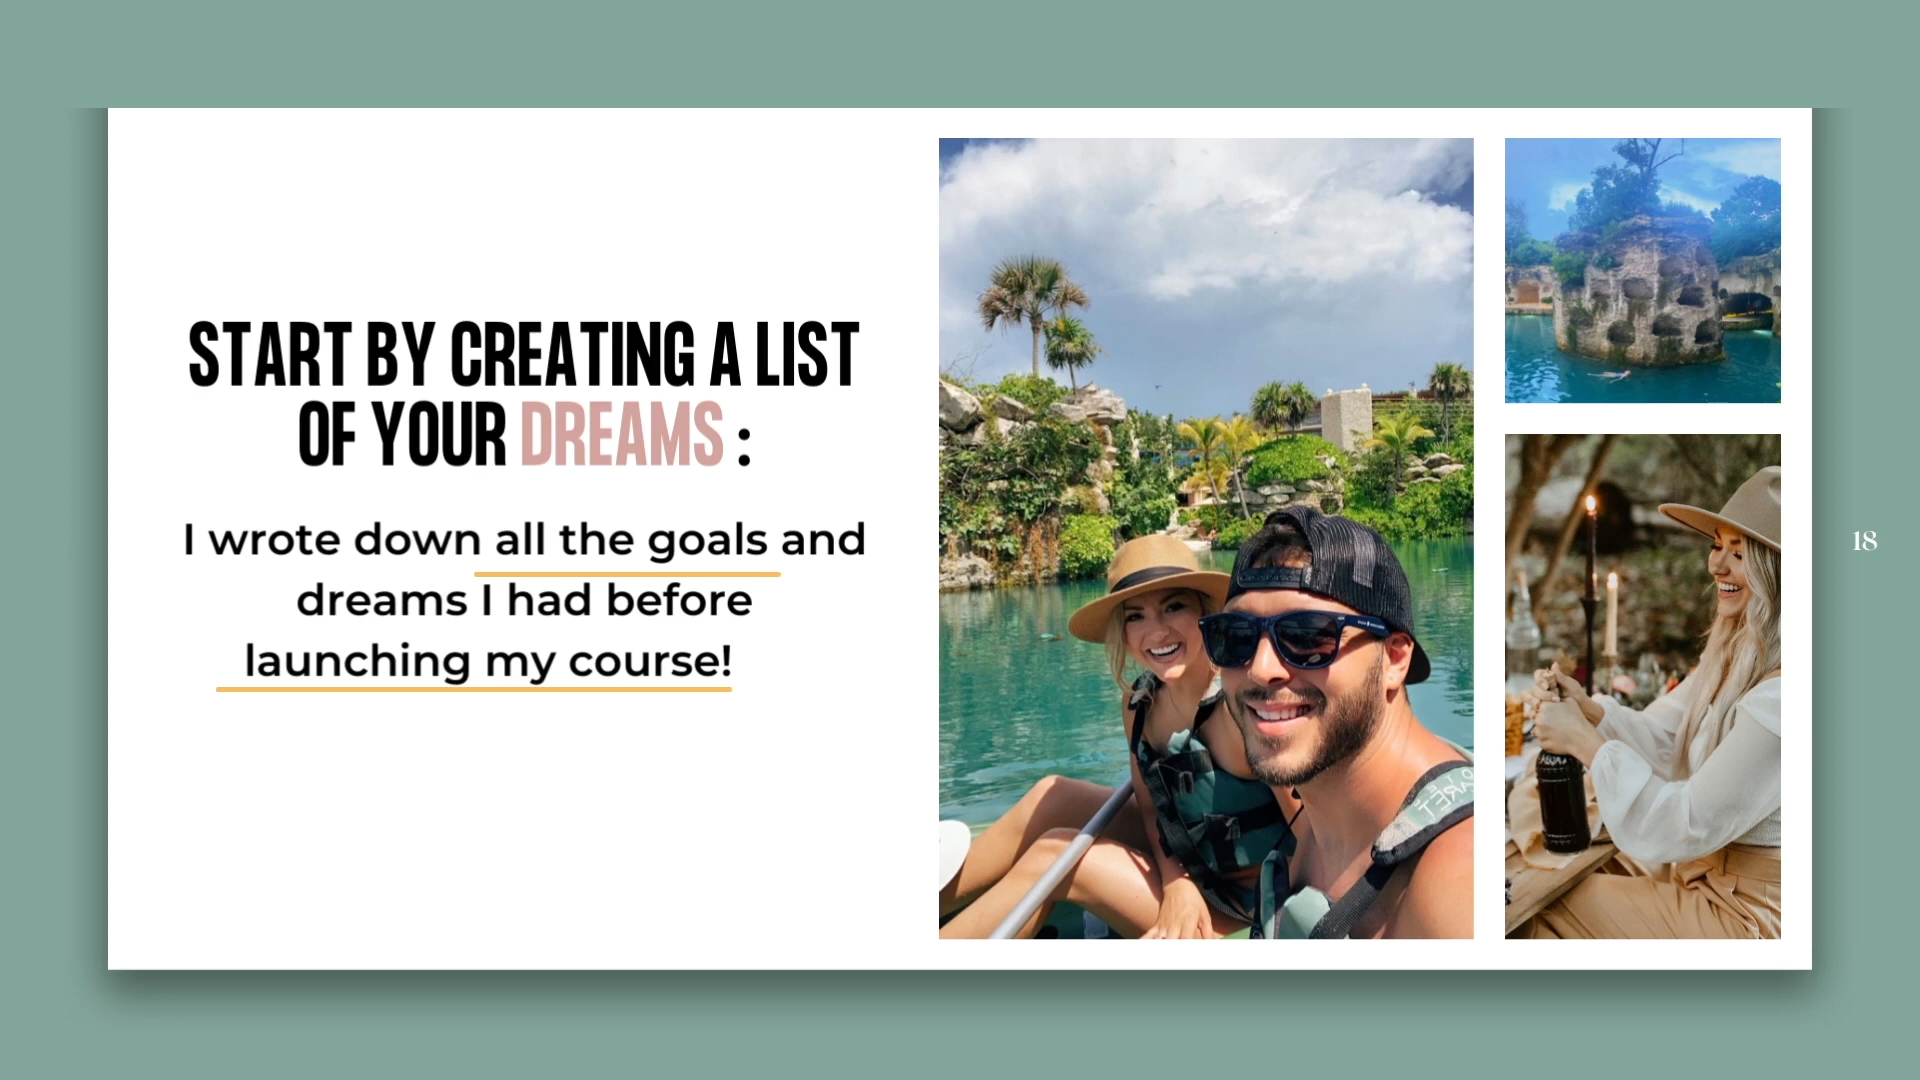 START BY CREATING A LIST
OF YOUR DREAMS :
I wrote down all the goals and
dreams I had before
launching my course!
18